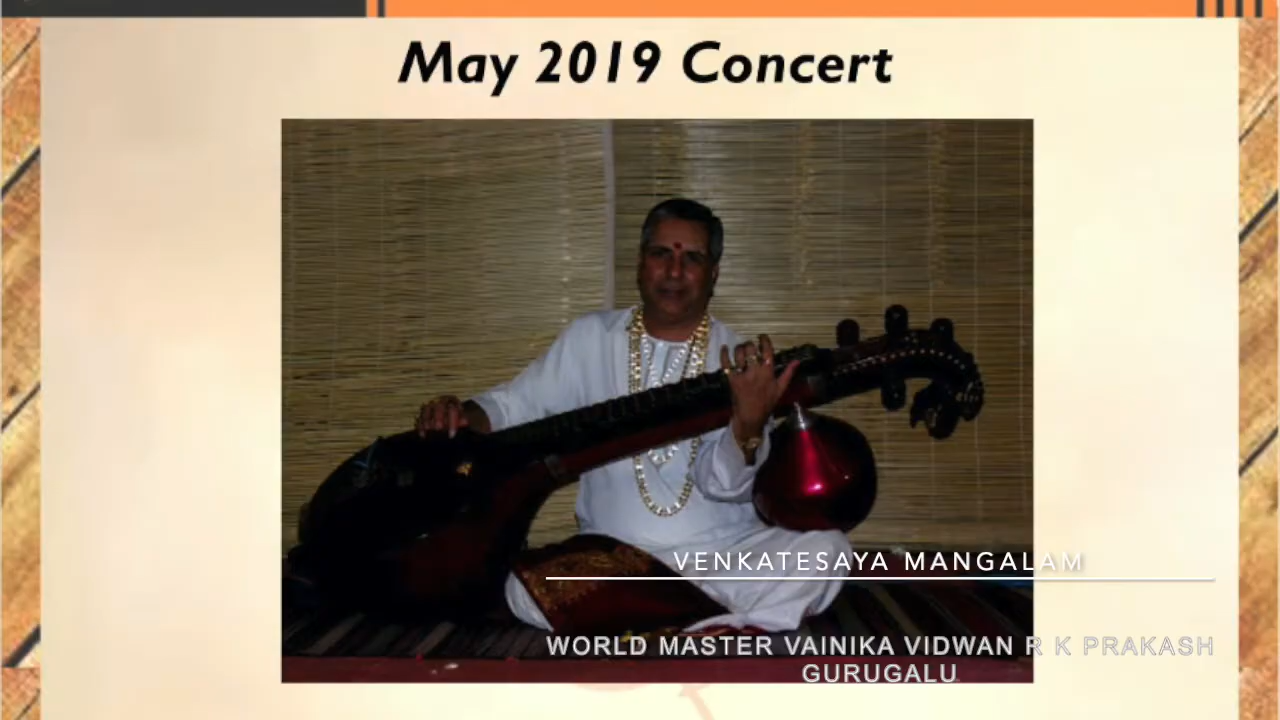 May 2019 Concert
VENKATESAYA MANGALAM
WORLD MASTER VAINIKA VIDWAN R K PRAKASH
GURUGALU